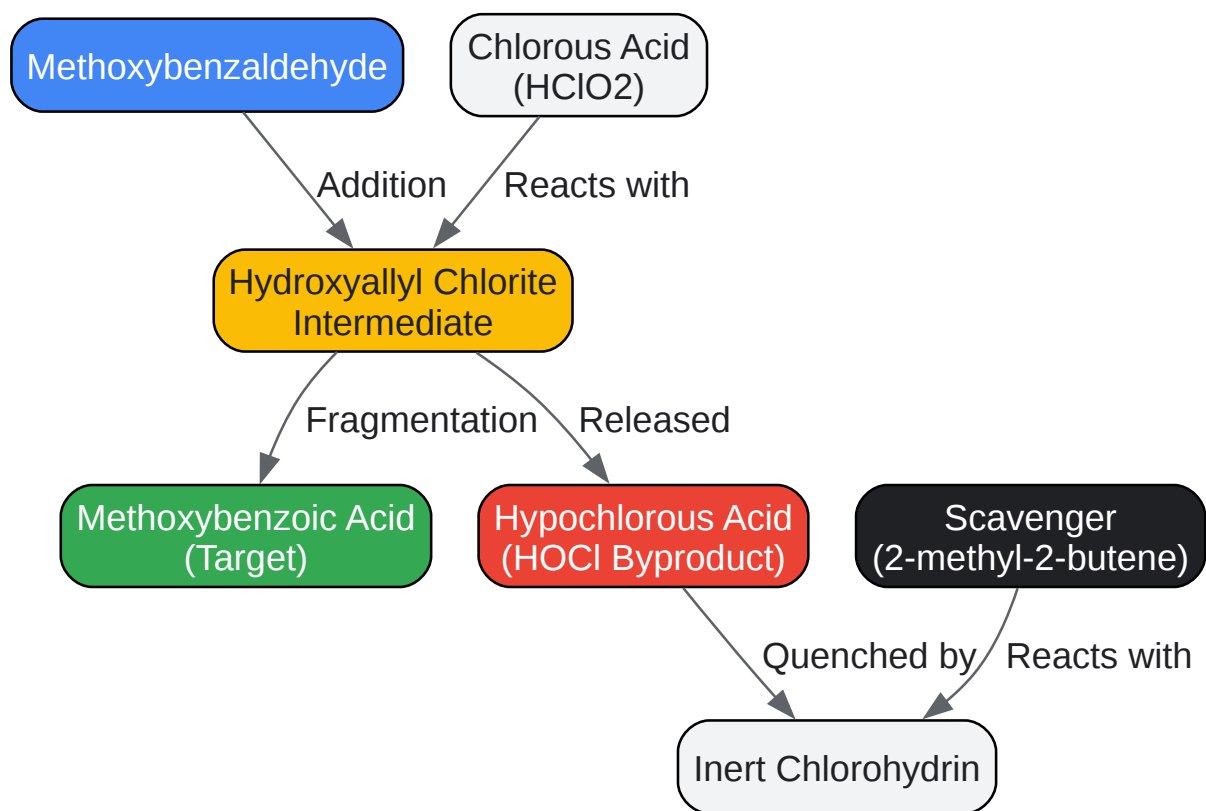 Methoxybenzaldehyde
Chlorous Acid
(HClO2)
Addition
Reacts with
Hydroxyallyl Chlorite
Intermediate
Fragmentation
Released
Methoxybenzoic Acid
(Target)
Hypochlorous Acid
(HOCl Byproduct)
Scavenger
(2-methyl-2-butene)
Quenched by
Reacts with
Inert Chlorohydrin